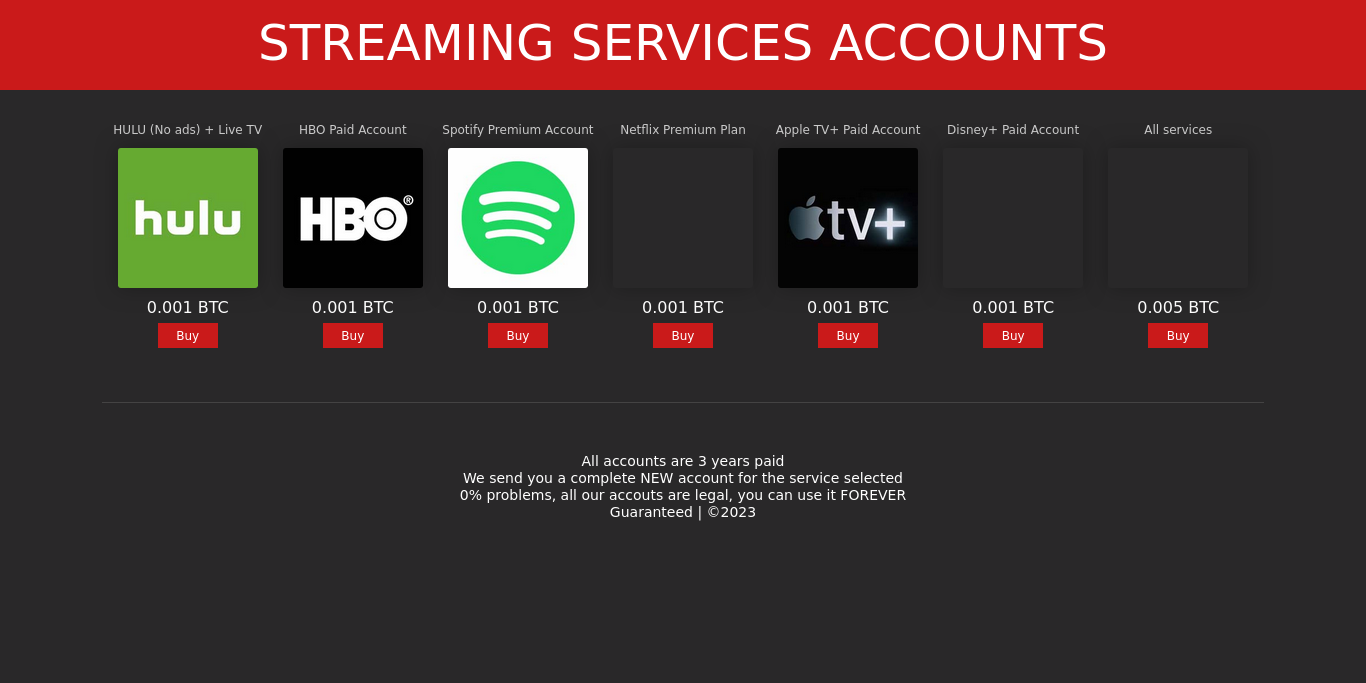 STREAMING SERVICES ACCOUNTS
HULU (No ads) + Live TV
HBO Paid Account
Spotify Premium Account
Netflix Premium Plan
Apple TV+ Paid Account
Disney+ Paid Account
All services
hulu
HBO®
tv+
0.001 BTC
0.001 BTC
0.001 BTC
0.001 BTC
0.001 BTC
0.001 BTC
0.005 BTC
Buy
Buy
Buy
Buy
Buy
Buy
Buy
All accounts are 3 years paid
We send you a complete NEW account for the service selected
0% problems, all our accouts are legal, you can use it FOREVER
Guaranteed | ©2023